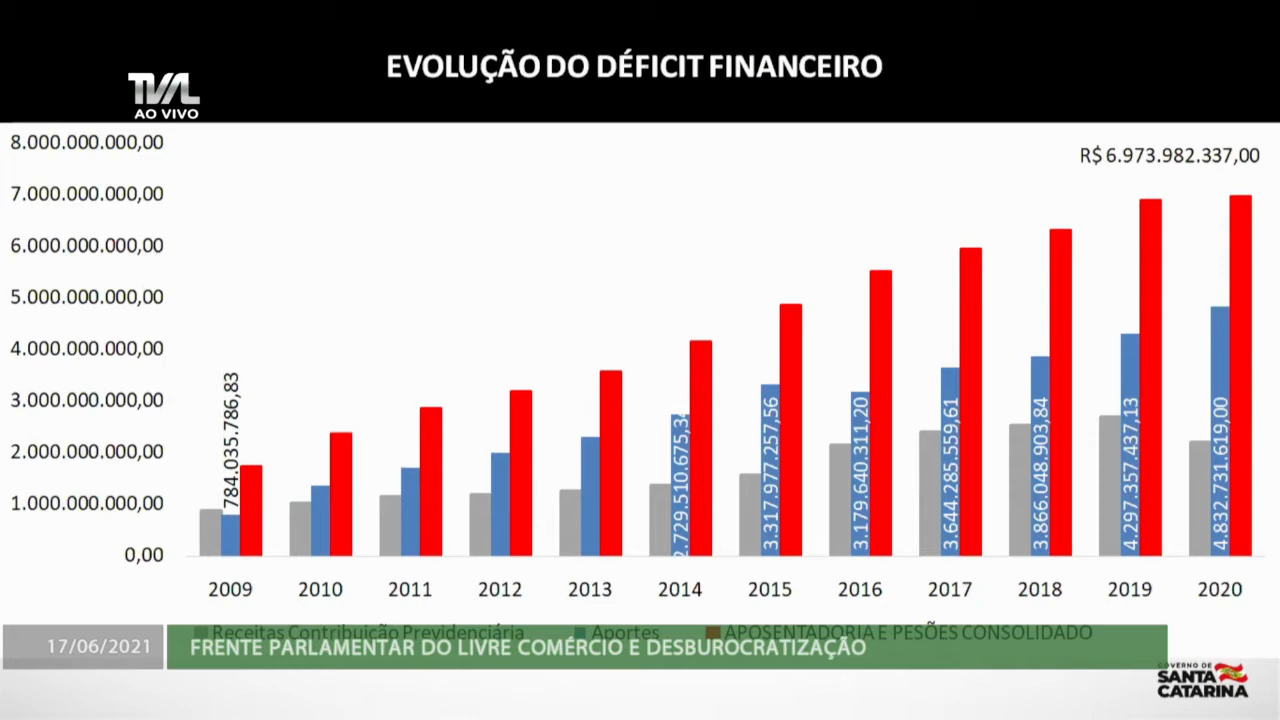 EVOLUÇÃO DO DÉFICIT FINANCEIRO
TVAL
AO VIVO
8.000.000.000,00
R$ 6.973.982.337,00
7.000.000.000,00
6.000.000.000,00
5.000.000.000,00
4.000.000.000,00
3.000.000.000,00
2.000.000.000,00
1.000.000.000,00
0,00
784.035.786,83
2.729.510.675,34
3.317.977.257,56
3.179.640.311,20
3.644.285.559,61
3.866.048.903,84
4.297.357.437,13
4.832.731.619,00
2009 2010 2011 2012 2013 2014 2015 2016 2017 2018 2019 2020
Receitas Contribuição Previdenciária Aportes APOSENTADORIA E PESÕES CONSOLIDADO
17/06/2021 FRENTE PARLAMENTAR DO LIVRE COMÉRCIO E DESBUROCRATIZAÇÃO
GOVERNO DE
SANTA
CATARINA